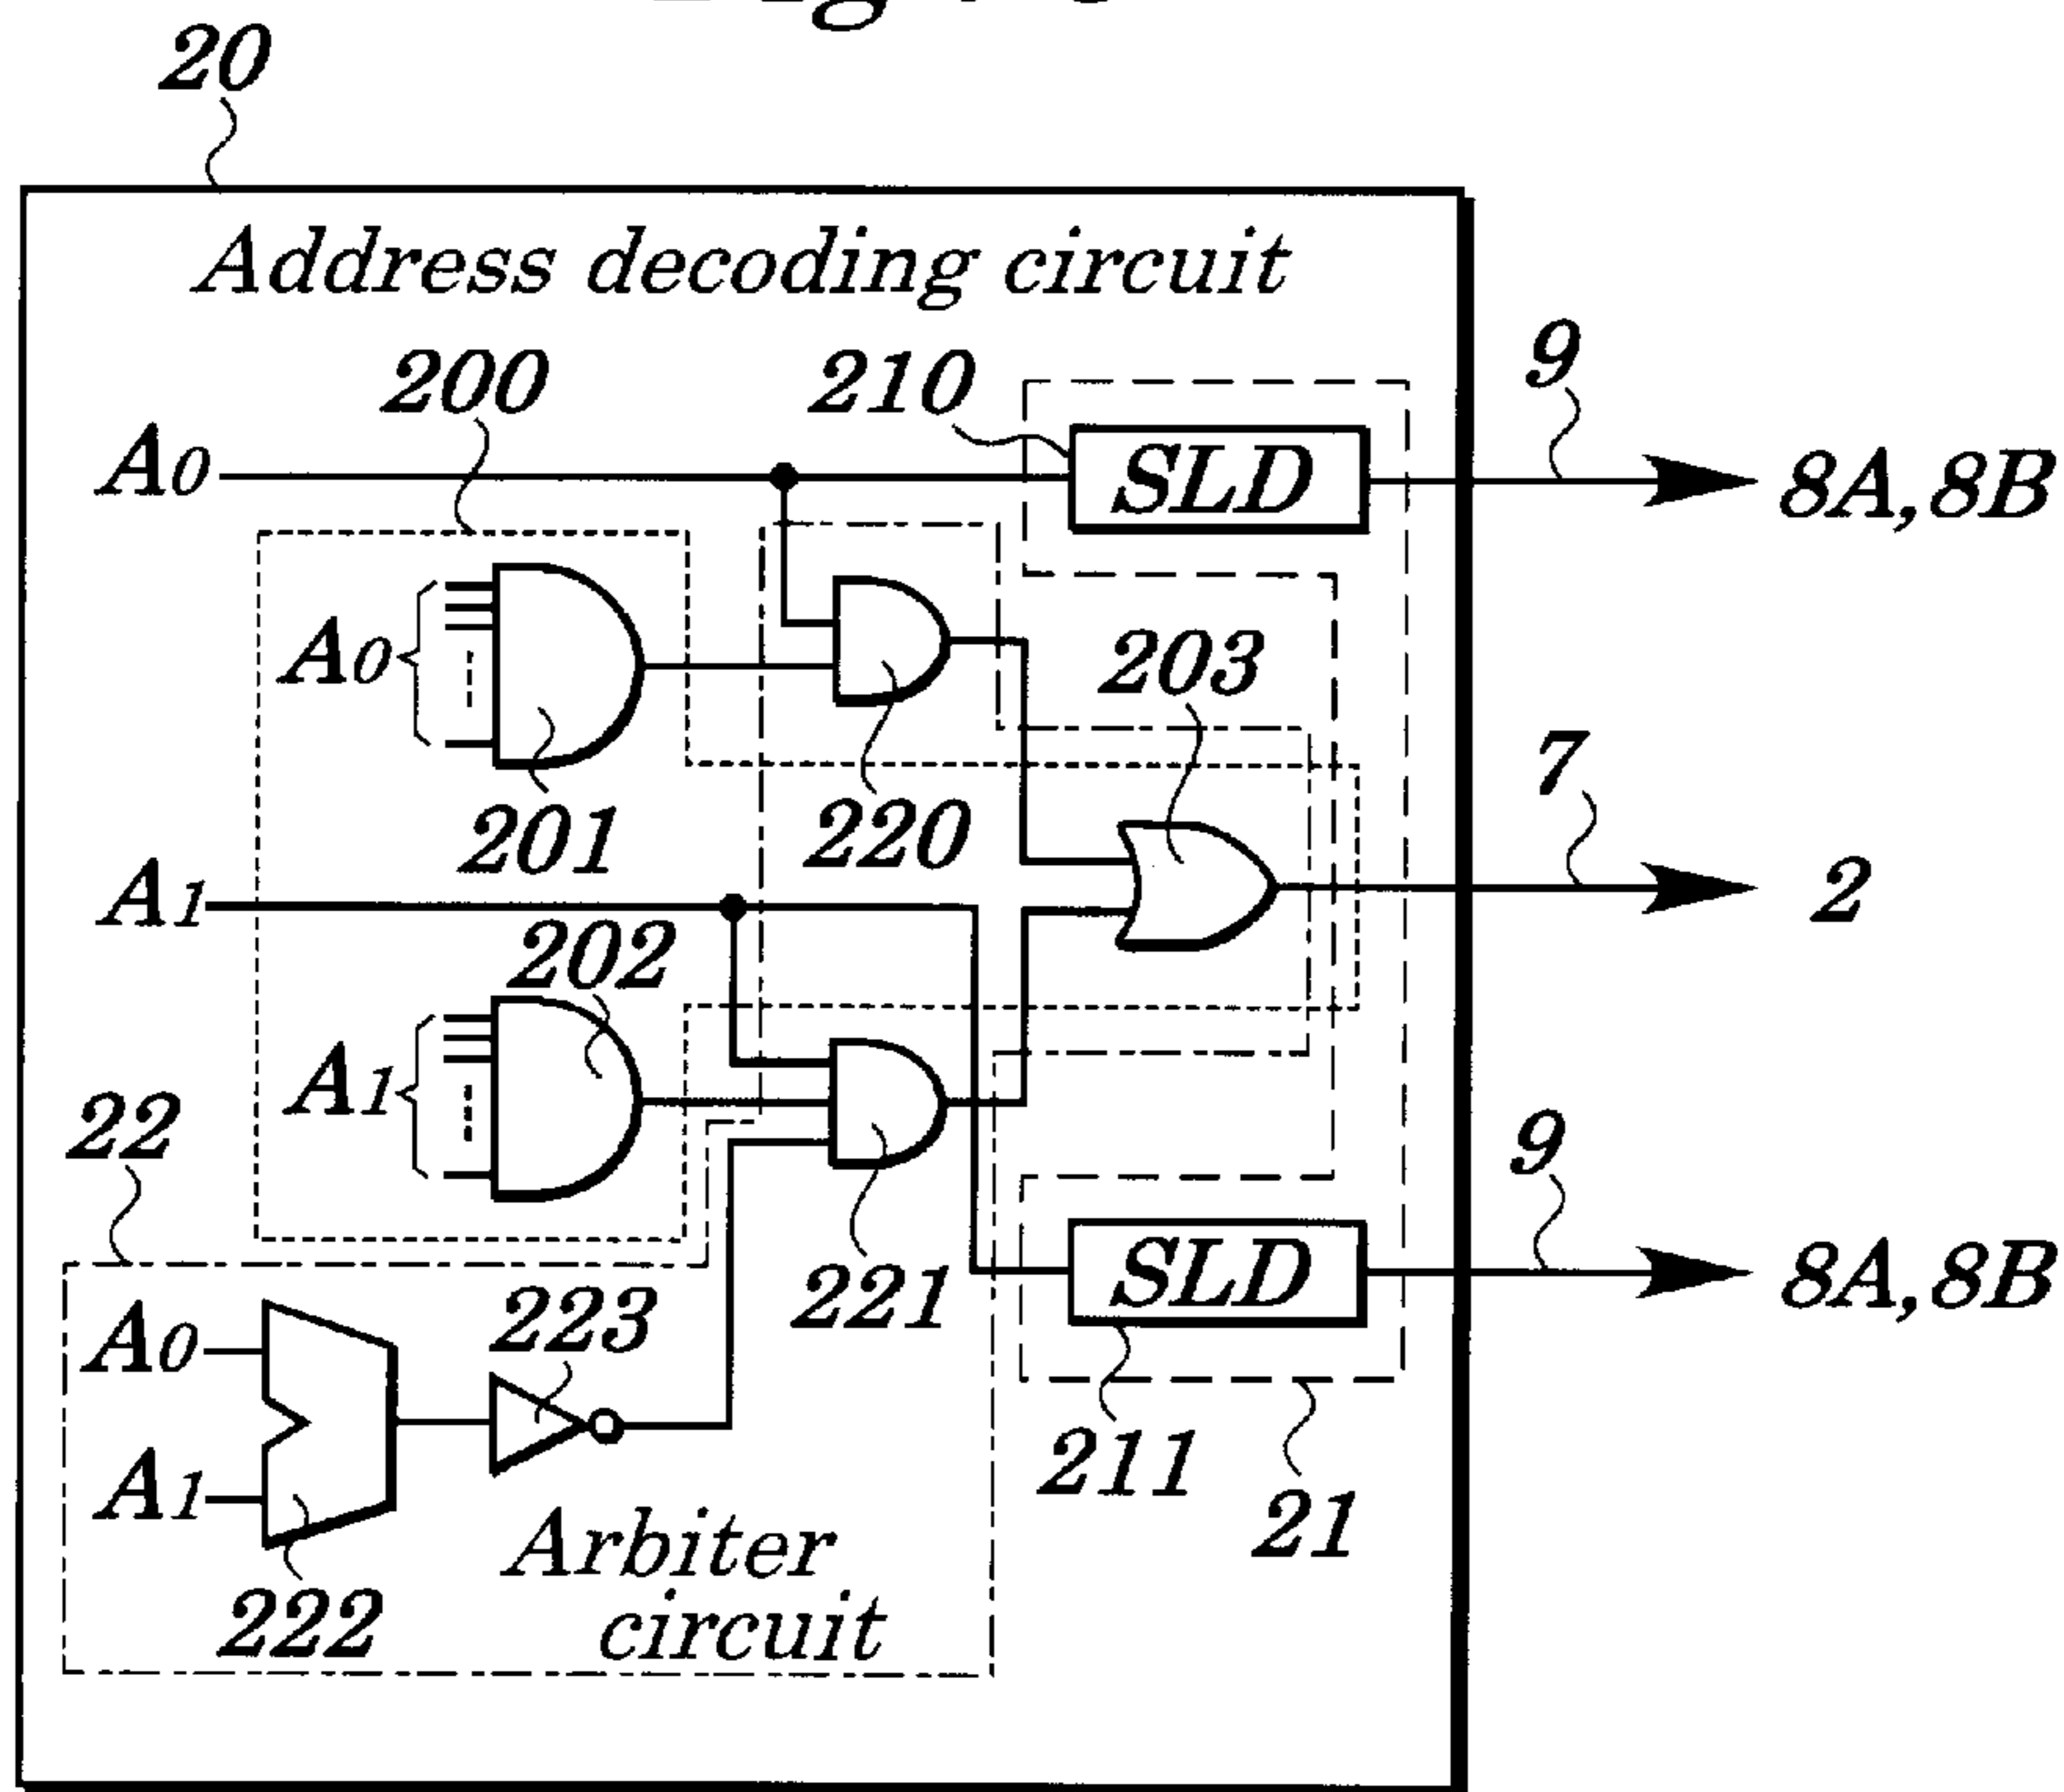 20
Address decoding circuit
200
210
9
A0
SLD
8A, 8B
A0
203
201
220
7
A1
2
202
A1
22
9
SLD
8A, 8B
221
223
A0
211
A1
21
Arbiter
circuit
222